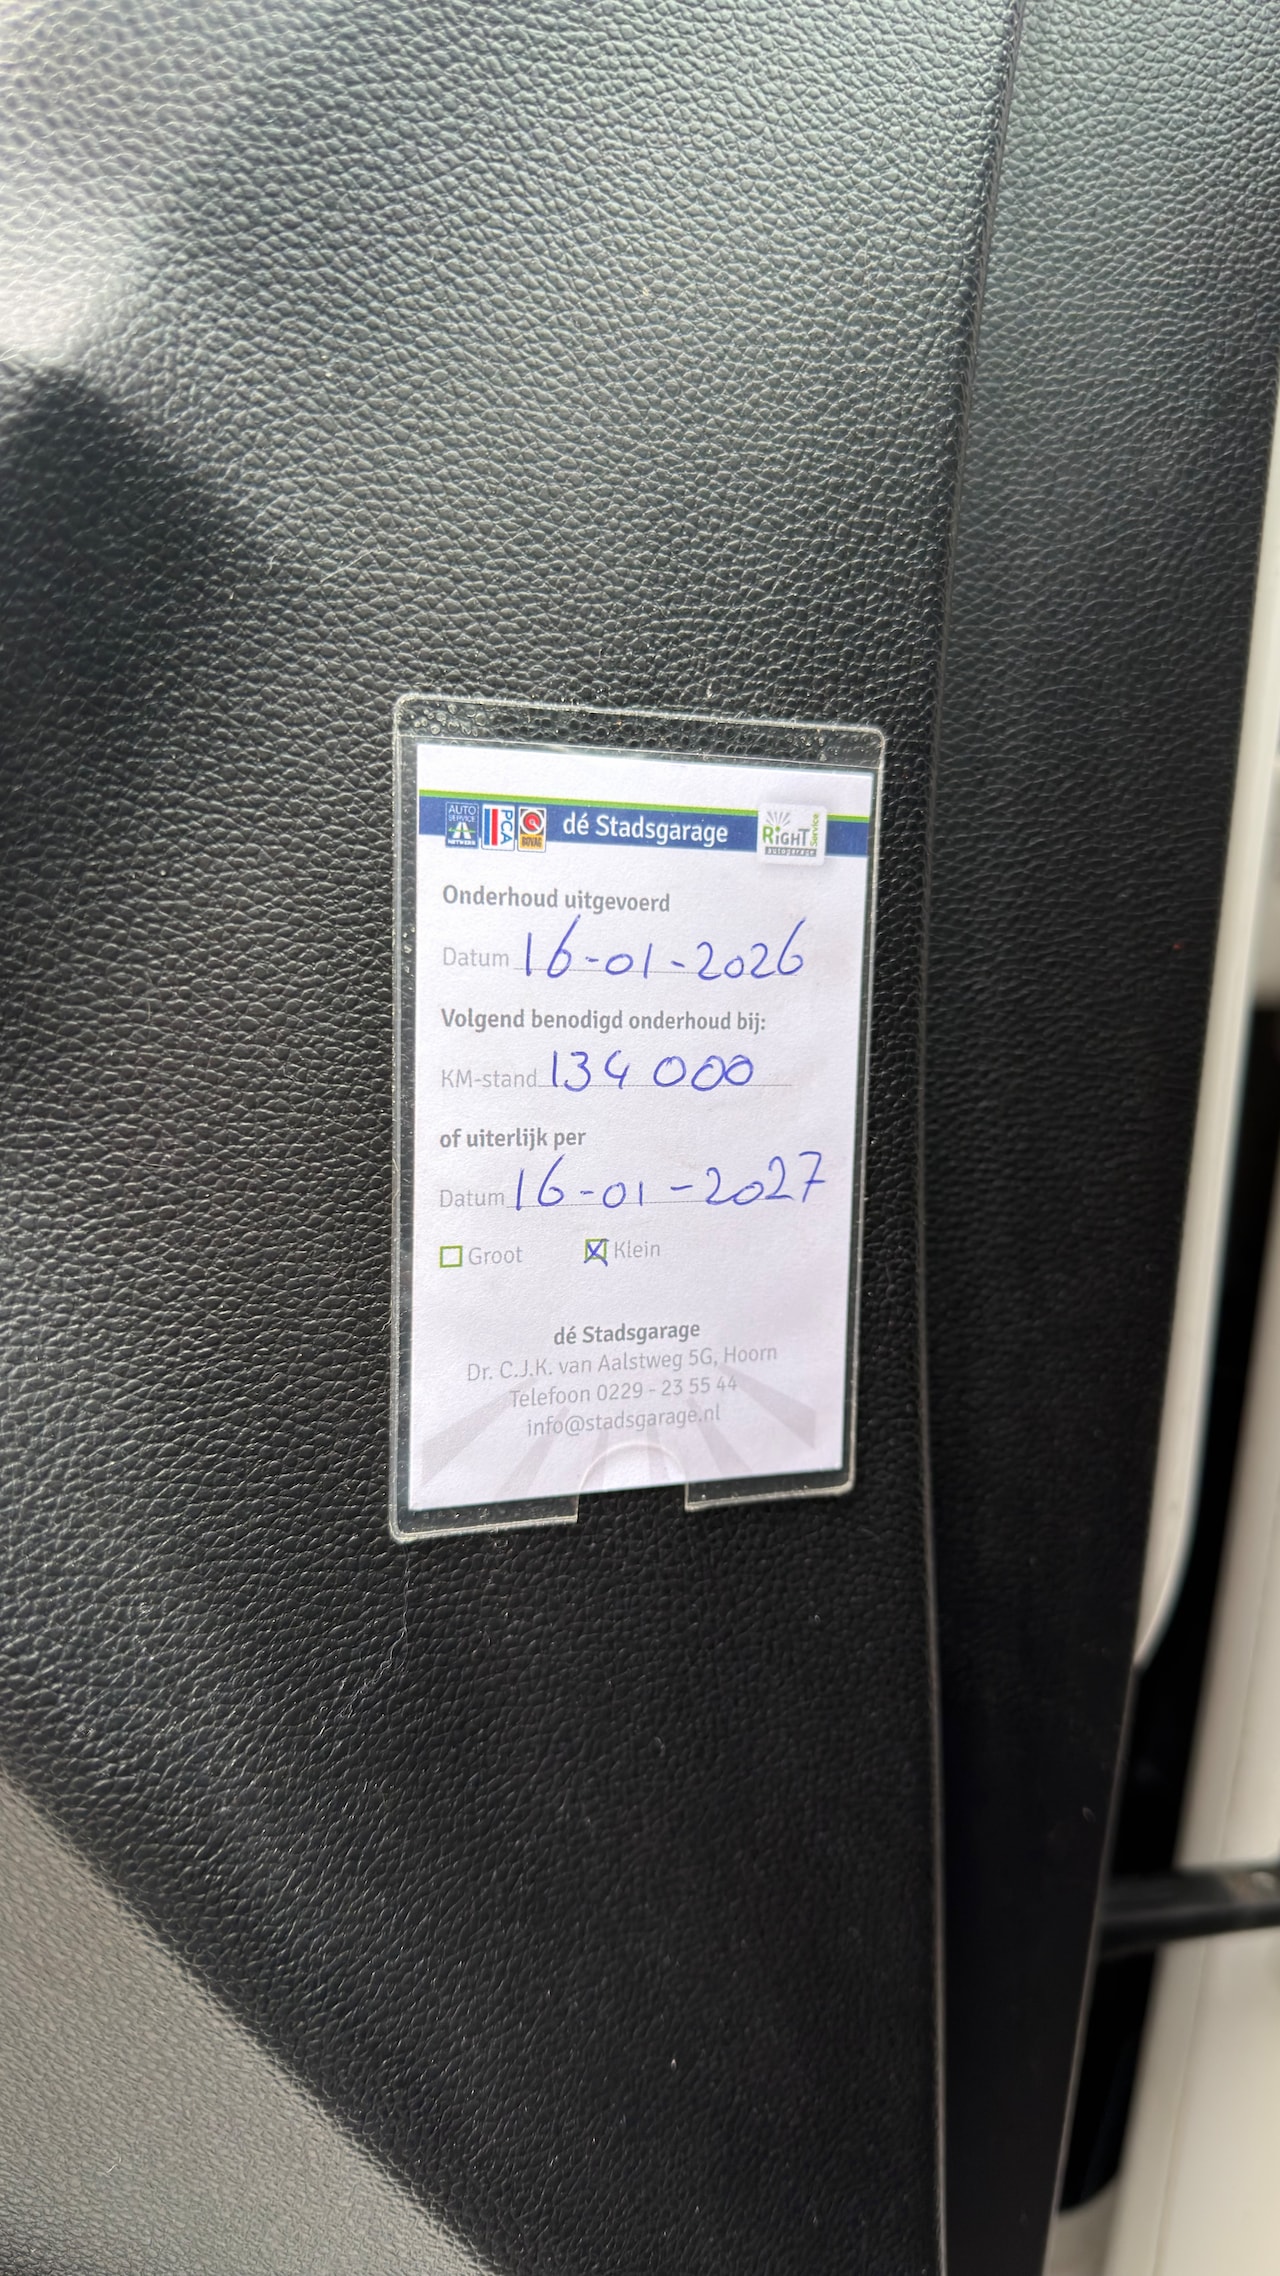 AUTO SERVICE NETWERK PCA BOVAG dé Stadsgarage RiGHT Service autogarage
Onderhoud uitgevoerd
Datum 16-01-2026
Volgend benodigd onderhoud bij:
KM-stand 134 000
of uiterlijk per
Datum 16-01-2027
Groot Klein
dé Stadsgarage
Dr. C.J.K. van Aalstweg 5G, Hoorn
Telefoon 0229 - 23 55 44
info@stadsgarage.nl